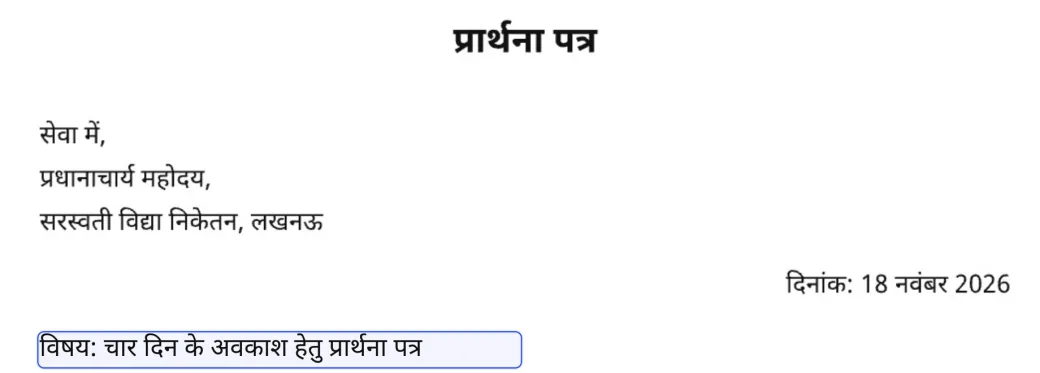 प्रार्थना पत्र
सेवा में,
प्रधानाचार्य महोदय,
सरस्वती विद्या निकेतन, लखनऊ
दिनांक: 18 नवंबर 2026
विषय: चार दिन के अवकाश हेतु प्रार्थना पत्र